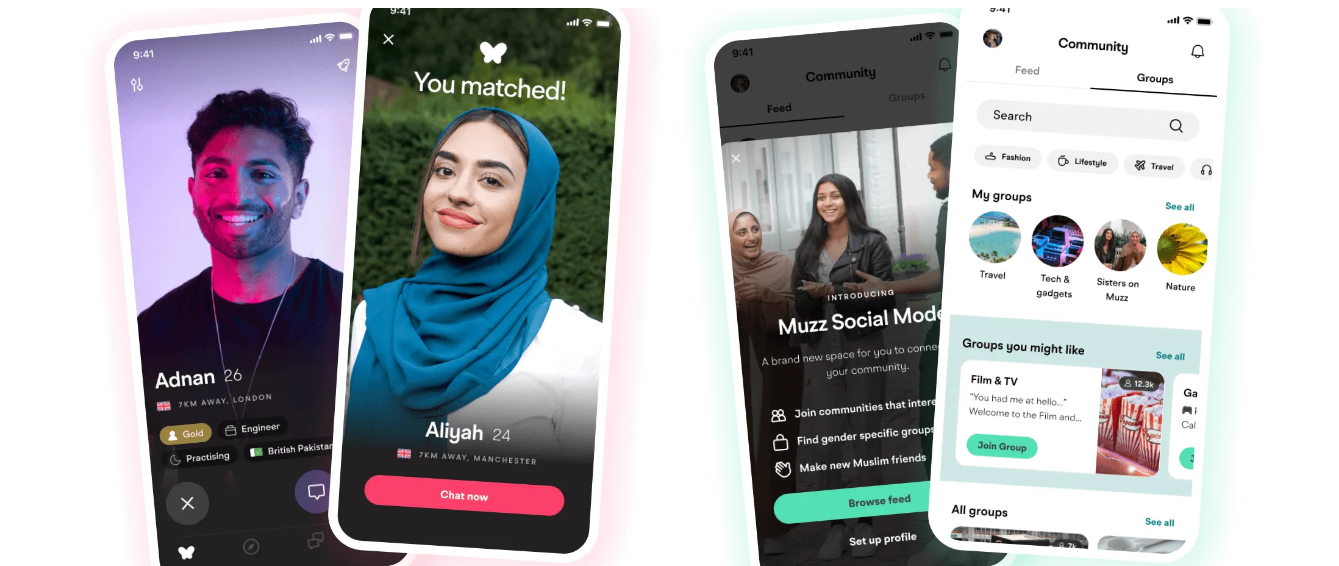 9:41
Adnan 26
7KM AWAY, LONDON
Gold
Engineer
Practising
British Pakistan
9:41
You matched!
Aliyah 24
7KM AWAY, MANCHESTER
Chat now
9:41
Community
Feed
Groups
INTRODUCING
Muzz Social Mode
A brand new space for you to connec
your community.
Join communities that intere
Find gender specific groups
Make new Muslim friends
Browse feed
Set up profile
9:41
Community
Feed
Groups
Search
Fashion
Lifestyle
Travel
My groups
See all
Travel
Tech &
gadgets
Sisters on
Muzz
Nature
Groups you might like
See all
Film & TV
12.3k
"You had me at hello..."
Welcome to the Film and...
Join Group
Ga
Cal
All groups
See all
7k